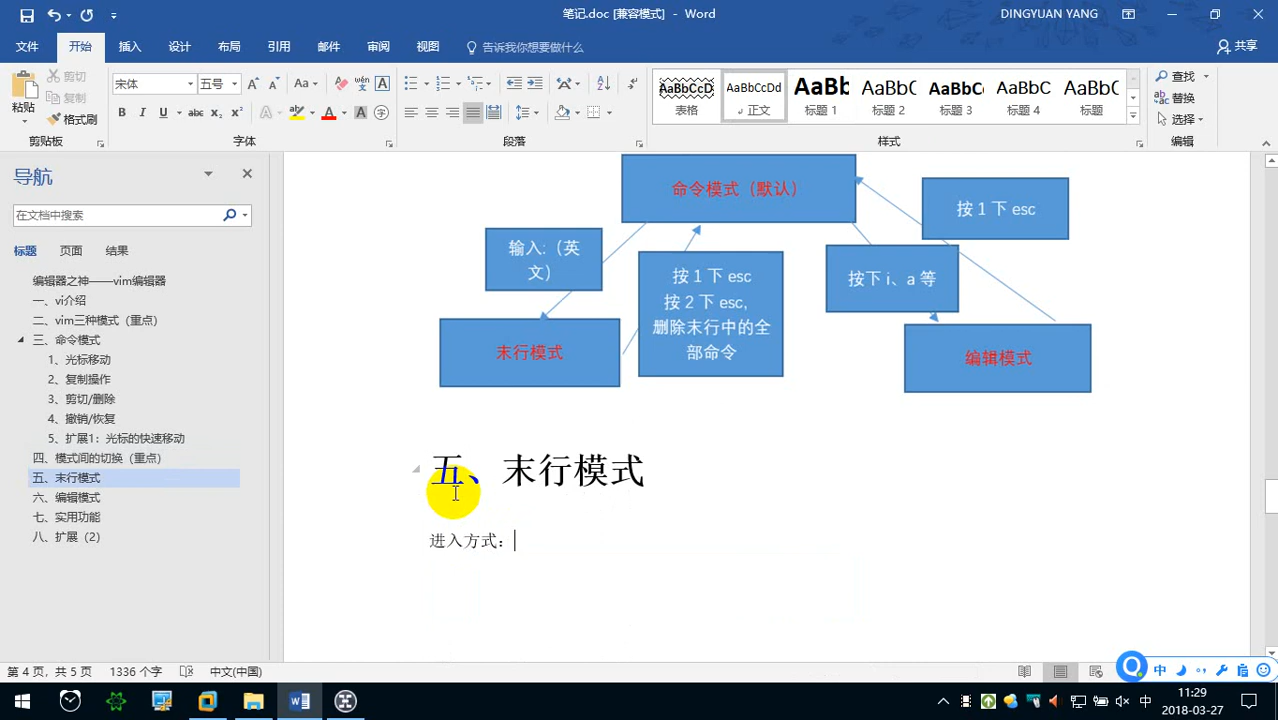 笔记.doc [兼容模式] - Word
DINGYUAN YANG
文件
开始
插入
设计
布局
引用
邮件
审阅
视图
告诉我你想要做什么
共享
粘贴
剪切
复制
格式刷
宋体
五号
Aa
wén
文
A
B
I
U
abc
x₂
x²
A
A
A
字
AaBbCcD
表格
AaBbCcDd
正文
AaBb
标题 1
AaBbC
标题 2
AaBbC
标题 3
AaBbC
标题 4
AaBbC
标题
查找
替换
选择
剪贴板
字体
段落
样式
编辑
导航
在文档中搜索
标题
页面
结果
编辑器之神——vim编辑器
一、vi介绍
二、vim三种模式（重点）
三、命令模式
1、光标移动
2、复制操作
3、剪切/删除
4、撤销/恢复
5、扩展1：光标的快速移动
四、模式间的切换（重点）
五、末行模式
六、编辑模式
七、实用功能
八、扩展（2）
命令模式（默认）
按 1 下 esc
输入:（英
文）
按 1 下 esc
按 2 下 esc,
删除末行中的全
部命令
按下 i、a 等
末行模式
编辑模式
五、末行模式
进入方式：
第 4 页，共 5 页
1336 个字
中文(中国)
中
中
11:29
2018-03-27